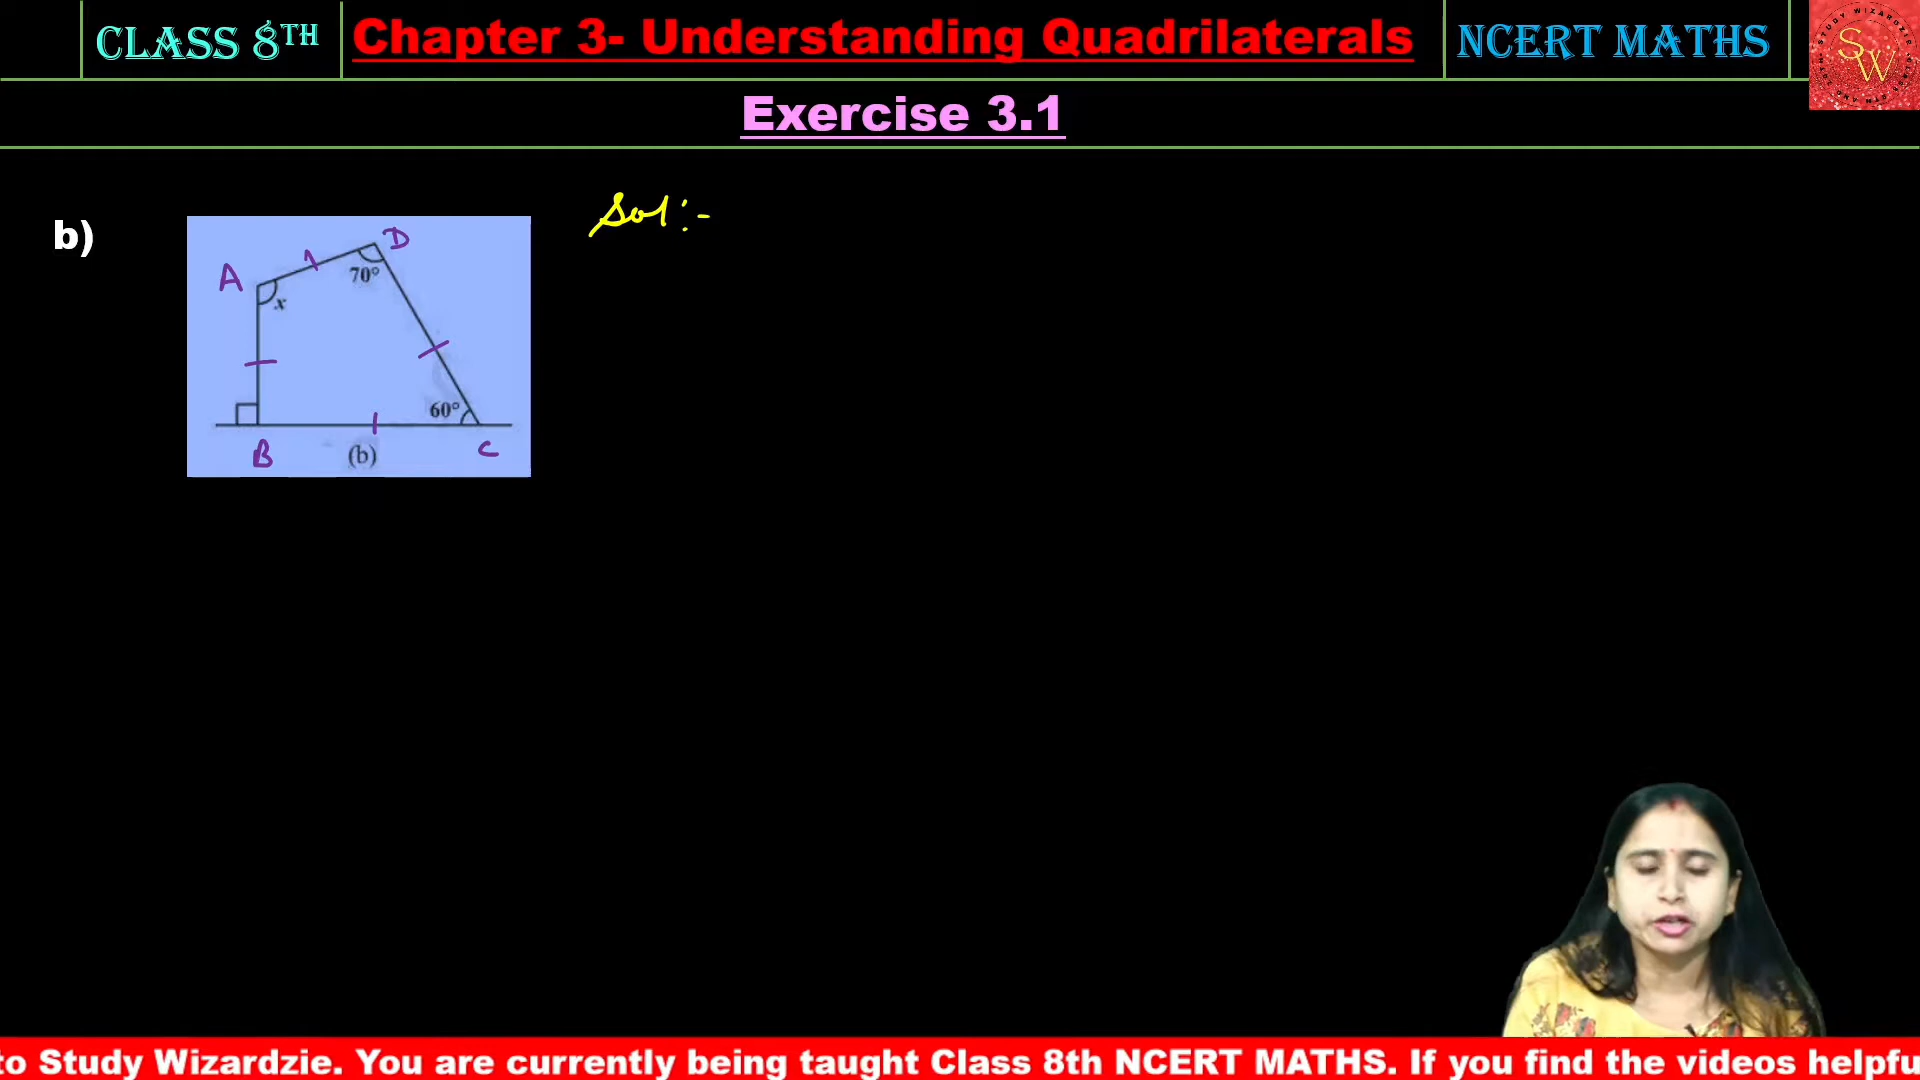 CLASS 8TH
Chapter 3- Understanding Quadrilaterals
NCERT MATHS
SW
Exercise 3.1
b)
Sol :-
D
A
70°
x
60°
B
(b)
C
to Study Wizardzie. You are currently being taught Class 8th NCERT MATHS. If you find the videos helpfu